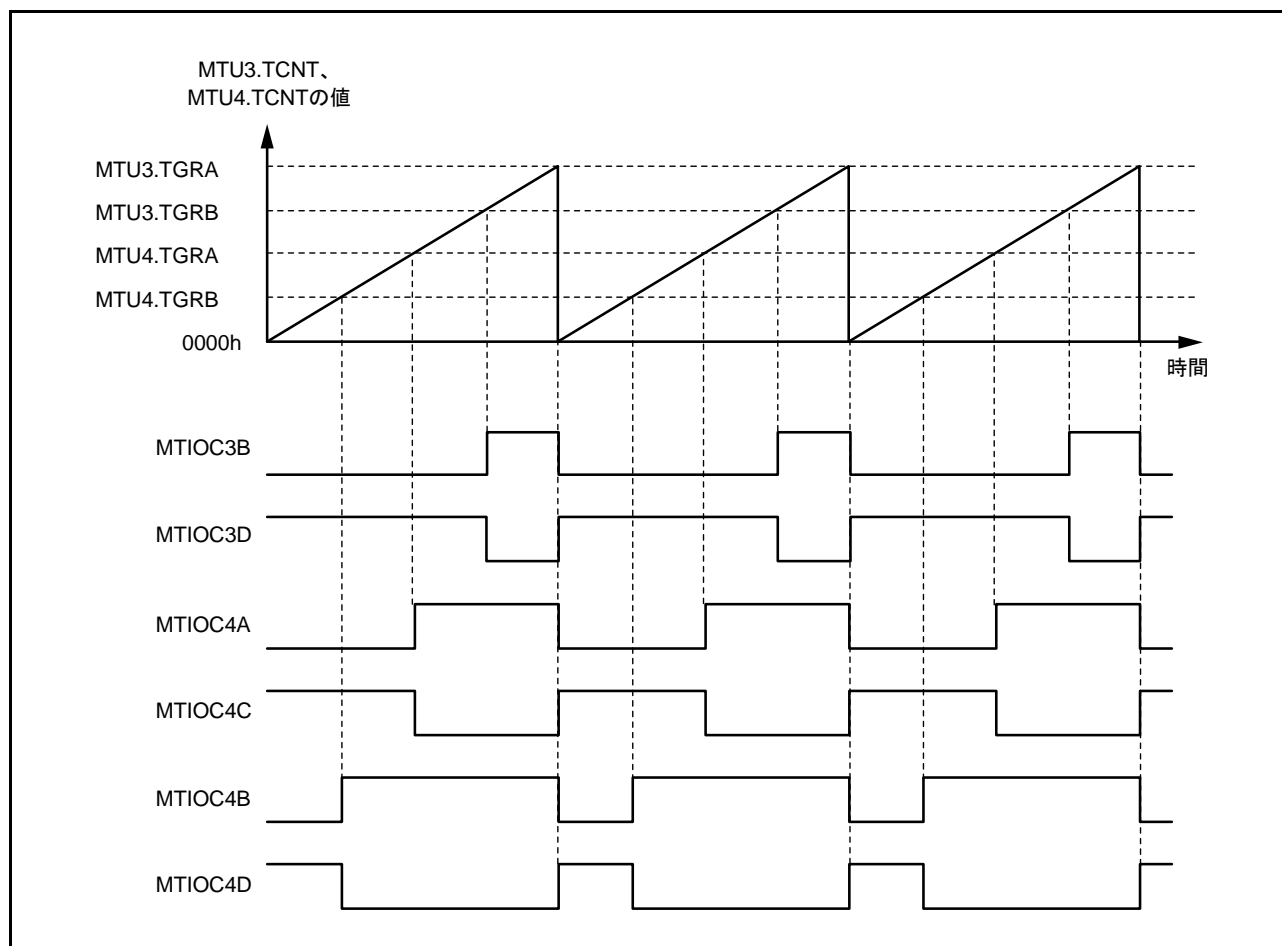 MTU3.TCNT、
MTU4.TCNTの値
MTU3.TGRA
MTU3.TGRB
MTU4.TGRA
MTU4.TGRB
0000h
時間
MTIOC3B
MTIOC3D
MTIOC4A
MTIOC4C
MTIOC4B
MTIOC4D